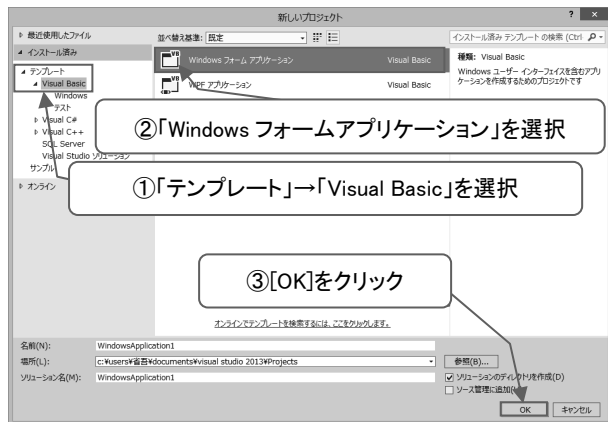 新しいプロジェクト
? ×
▷ 最近使用したファイル
並べ替え基準: 既定
インストール済み テンプレート の検索 (Ctrl
▲ インストール済み
▲ テンプレート
▲ Visual Basic
Windows
テスト
▷ Visual C#
▷ Visual C++
SQL Server
Visual Studio ソリューション
サンプル
▷ オンライン
VB
Windows フォーム アプリケーション Visual Basic
VB
WPF アプリケーション Visual Basic
種類: Visual Basic
Windows ユーザー インターフェイスを含むアプリ
ケーションを作成するためのプロジェクトです
②「Windows フォームアプリケーション」を選択
①「テンプレート」→「Visual Basic」を選択
③[OK]をクリック
オンラインでテンプレートを検索するには、ここをクリックします。
名前(N): WindowsApplication1
場所(L): c:¥users¥省吾¥documents¥visual studio 2013¥Projects
参照(B)...
ソリューション名(M): WindowsApplication1
ソリューションのディレクトリを作成(D)
ソース管理に追加
OK キャンセル